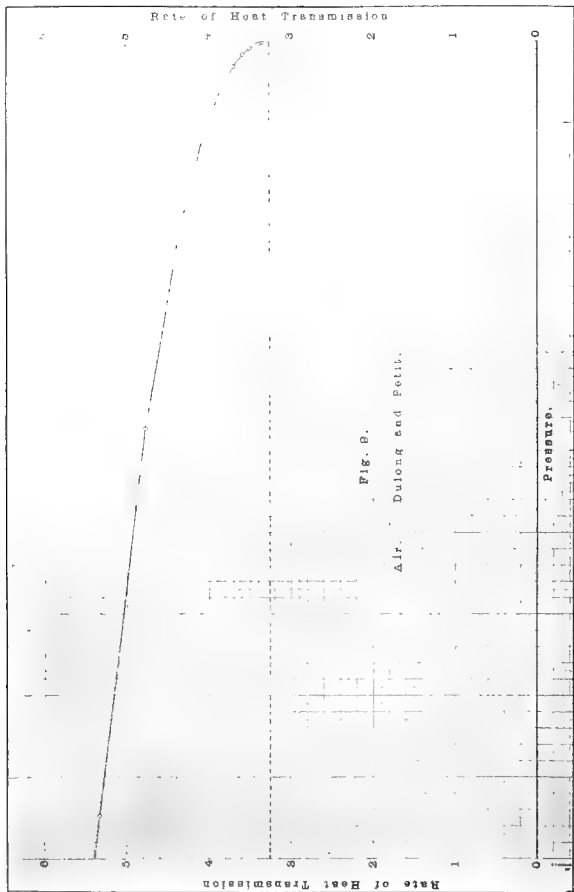 Rate of Heat Transmission
.5 4 3 2 1 0
Fig. 9.
Air. Dulong and Petit.
Pressure.
6 5 4 3 2 1 0
Rate of Heat Transmission